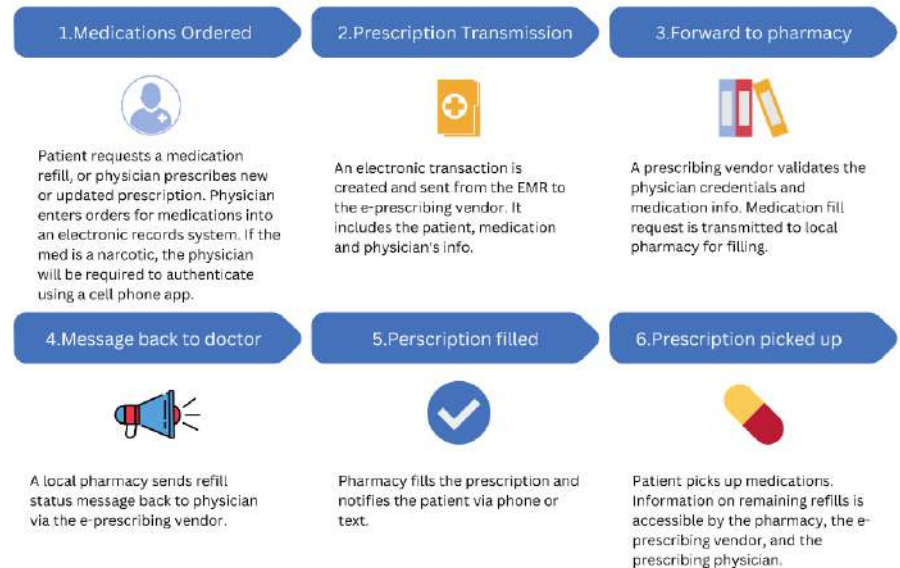 1.Medications Ordered
2.Prescription Transmission
3.Forward to pharmacy
Patient requests a medication
refill, or physician prescribes new
or updated prescription. Physician
enters orders for medications into
an electronic records system. If the
med is a narcotic, the physician
will be required to authenticate
using a cell phone app.
An electronic transaction is
created and sent from the EMR to
the e-prescribing vendor. It
includes the patient, medication
and physician's info.
A prescribing vendor validates the
physician credentials and
medication info. Medication fill
request is transmitted to local
pharmacy for filling.
4.Message back to doctor
5.Perscription filled
6.Prescription picked up
A local pharmacy sends refill
status message back to physician
via the e-prescribing vendor.
Pharmacy fills the prescription and
notifies the patient via phone or
text.
Patient picks up medications.
Information on remaining refills is
accessible by the pharmacy, the e-
prescribing vendor, and the
prescribing physician.